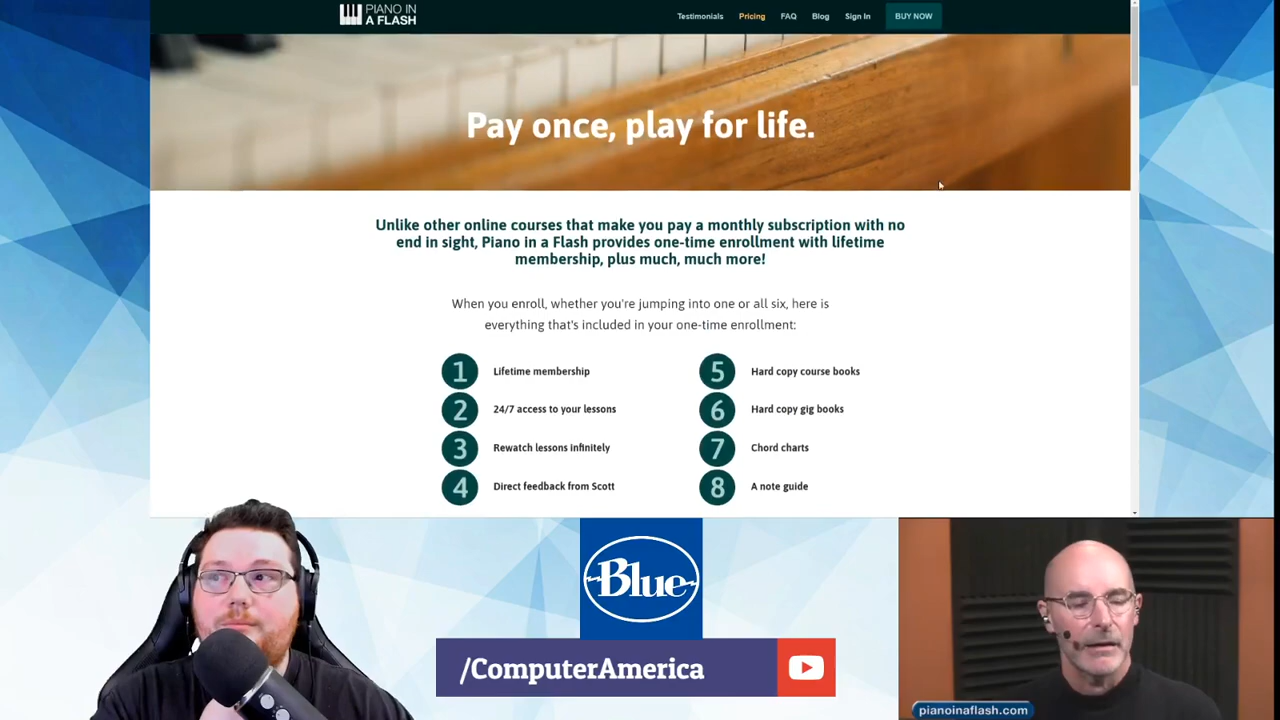 PIANO IN
A FLASH
Testimonials Pricing FAQ Blog Sign In BUY NOW
Pay once, play for life.
Unlike other online courses that make you pay a monthly subscription with no
end in sight, Piano in a Flash provides one-time enrollment with lifetime
membership, plus much, much more!
When you enroll, whether you're jumping into one or all six, here is
everything that's included in your one-time enrollment:
1 Lifetime membership
2 24/7 access to your lessons
3 Rewatch lessons infinitely
4 Direct feedback from Scott
5 Hard copy course books
6 Hard copy gig books
7 Chord charts
8 A note guide
Blue
/ComputerAmerica
pianoinaflash.com